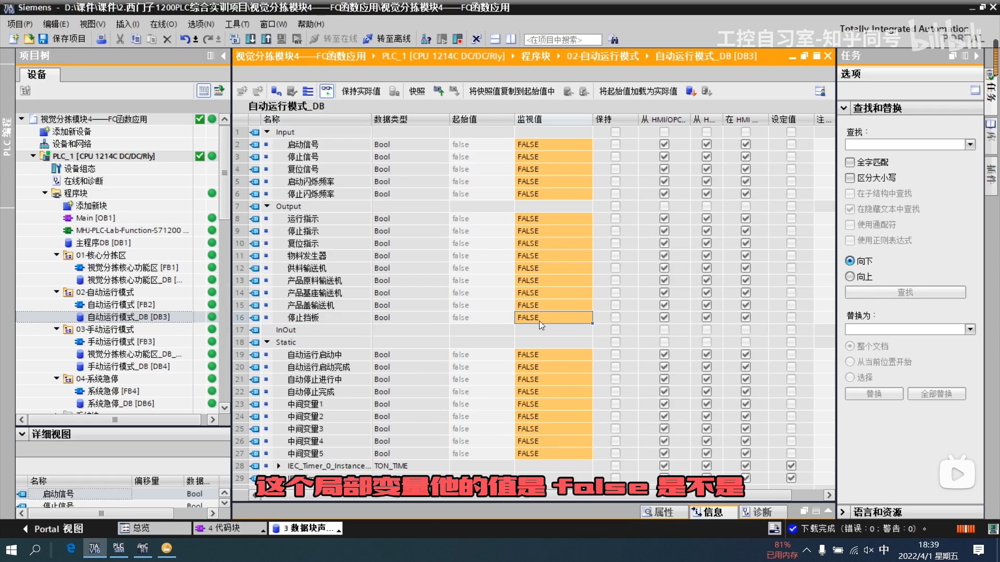 Siemens - D:\课件\课件\2.西门子1200PLC综合实训项目\视觉分拣模块4——FC函数应用\视觉分拣模块4——FC函数应用
项目(P) 编辑(E) 视图(V) 插入(I) 在线(O) 选项(N) 工具(T) 窗口(W) 帮助(H)
Totally Integrated Automation
PORTAL
工控自习室-知乎同号 bilibili
保存项目 转至在线 转至离线 <在项目中搜索>
项目树
视觉分拣模块4——FC函数应用 PLC_1 [CPU 1214C DC/DC/Rly] 程序块 02-自动运行模式 自动运行模式_DB [DB3]
任务
设备
选项
保持实际值 快照 将快照值复制到起始值中 将起始值加载为实际值
PLC 编程
视觉分拣模块4——FC函数应用
添加新设备
设备和网络
PLC_1 [CPU 1214C DC/DC/Rly]
设备组态
在线和诊断
程序块
添加新块
Main [OB1]
MHJ-PLC-Lab-Function-S71200 ...
主程序DB [DB1]
01-核心分拣区
视觉分拣核心功能区 [FB1]
视觉分拣核心功能区_DB [...
02-自动运行模式
自动运行模式 [FB2]
自动运行模式_DB [DB3]
03-手动运行模式
手动运行模式 [FB3]
视觉分拣核心功能区_DB_...
手动运行模式_DB [DB4]
04-系统急停
系统急停 [FB4]
系统急停_DB [DB6]
详细视图
名称 偏移量 数据...
启动信号 Bool
停止信号 Bool
自动运行模式_DB
名称 数据类型 起始值 监视值 保持 从 HMI/OPC.. 从 H... 在 HMI ... 设定值 注...
1 Input
2 启动信号 Bool false FALSE
3 停止信号 Bool false FALSE
4 复位信号 Bool false FALSE
5 启动闪烁频率 Bool false FALSE
6 停止闪烁频率 Bool false FALSE
7 Output
8 运行指示 Bool false FALSE
9 停止指示 Bool false FALSE
10 复位指示 Bool false FALSE
11 物料发生器 Bool false FALSE
12 供料输送机 Bool false FALSE
13 产品原料输送机 Bool false FALSE
14 产品基座输送机 Bool false FALSE
15 产品盖输送机 Bool false FALSE
16 停止挡板 Bool false FALSE
17 InOut
18 Static
19 自动运行启动中 Bool false FALSE
20 自动运行启动完成 Bool false FALSE
21 自动停止进行中 Bool false FALSE
22 自动停止完成 Bool false FALSE
23 中间变量1 Bool false FALSE
24 中间变量2 Bool false FALSE
25 中间变量3 Bool false FALSE
26 中间变量4 Bool false FALSE
27 中间变量5 Bool false FALSE
28 IEC_Timer_0_Instance... TON_TIME
29
这个局部变量他的值是 false 是不是
属性 信息 诊断
查找和替换
查找：
全字匹配
区分大小写
在子结构中查找
在隐藏文本中查找
使用通配符
使用正则表达式
向下
向上
查找
替换为：
整个文档
从当前位置开始
选择
替换 全部替换
语言和资源
任务
库
插件
Portal 视图 总览 4 代码块 3 数据块声... 下载完成（错误：0；警告：0）。
TIA V16 PLC SIM 中
81%
已用内存
18:39
2022/4/1 星期五